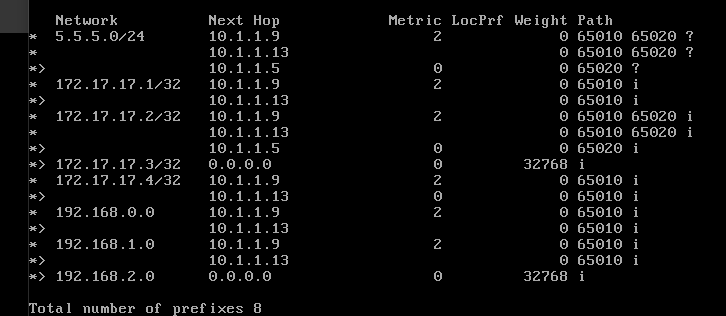 Network          Next Hop            Metric LocPrf Weight Path
*  5.5.5.0/24       10.1.1.9                 2             0 65010 65020 ?
*                   10.1.1.13                              0 65010 65020 ?
*>                  10.1.1.5                 0             0 65020 ?
*  172.17.17.1/32   10.1.1.9                 2             0 65010 i
*>                  10.1.1.13                              0 65010 i
*  172.17.17.2/32   10.1.1.9                 2             0 65010 65020 i
*                   10.1.1.13                              0 65010 65020 i
*>                  10.1.1.5                 0             0 65020 i
*> 172.17.17.3/32   0.0.0.0                  0         32768 i
*  172.17.17.4/32   10.1.1.9                 2             0 65010 i
*>                  10.1.1.13                0             0 65010 i
*  192.168.0.0      10.1.1.9                 2             0 65010 i
*>                  10.1.1.13                              0 65010 i
*  192.168.1.0      10.1.1.9                 2             0 65010 i
*>                  10.1.1.13                              0 65010 i
*> 192.168.2.0      0.0.0.0                  0         32768 i
Total number of prefixes 8